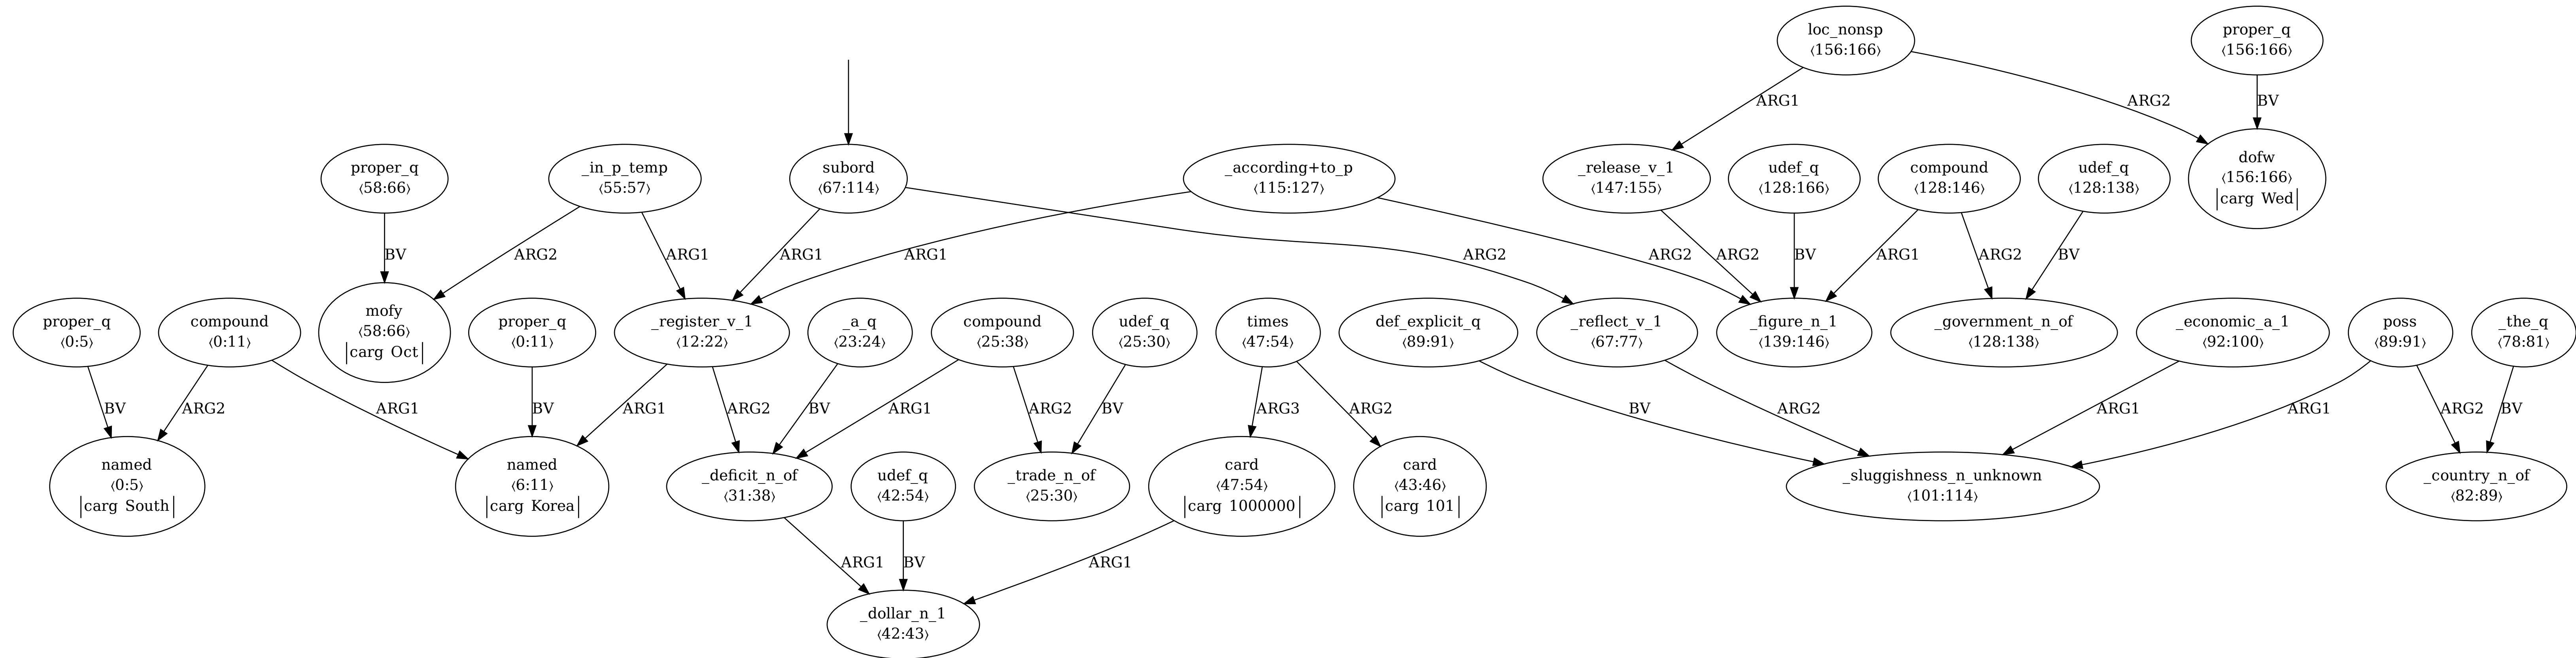 loc_nonsp
⟨156:166⟩
proper_q
⟨156:166⟩
ARG1
ARG2
BV
proper_q
⟨58:66⟩
_in_p_temp
⟨55:57⟩
subord
⟨67:114⟩
_according+to_p
⟨115:127⟩
_release_v_1
⟨147:155⟩
udef_q
⟨128:166⟩
compound
⟨128:146⟩
udef_q
⟨128:138⟩
dofw
⟨156:166⟩
|carg Wed|
BV
ARG2
ARG1
ARG1
ARG1
ARG2
ARG2
ARG2
BV
ARG1
ARG2
BV
proper_q
⟨0:5⟩
compound
⟨0:11⟩
mofy
⟨58:66⟩
|carg Oct|
proper_q
⟨0:11⟩
_register_v_1
⟨12:22⟩
_a_q
⟨23:24⟩
compound
⟨25:38⟩
udef_q
⟨25:30⟩
times
⟨47:54⟩
def_explicit_q
⟨89:91⟩
_reflect_v_1
⟨67:77⟩
_figure_n_1
⟨139:146⟩
_government_n_of
⟨128:138⟩
_economic_a_1
⟨92:100⟩
poss
⟨89:91⟩
_the_q
⟨78:81⟩
BV
ARG2
ARG1
BV
ARG1
ARG2
BV
ARG1
ARG2
BV
ARG3
ARG2
BV
ARG2
ARG1
ARG1
ARG2
BV
named
⟨0:5⟩
|carg South|
named
⟨6:11⟩
|carg Korea|
_deficit_n_of
⟨31:38⟩
udef_q
⟨42:54⟩
_trade_n_of
⟨25:30⟩
card
⟨47:54⟩
|carg 1000000|
card
⟨43:46⟩
|carg 101|
_sluggishness_n_unknown
⟨101:114⟩
_country_n_of
⟨82:89⟩
ARG1
BV
ARG1
_dollar_n_1
⟨42:43⟩